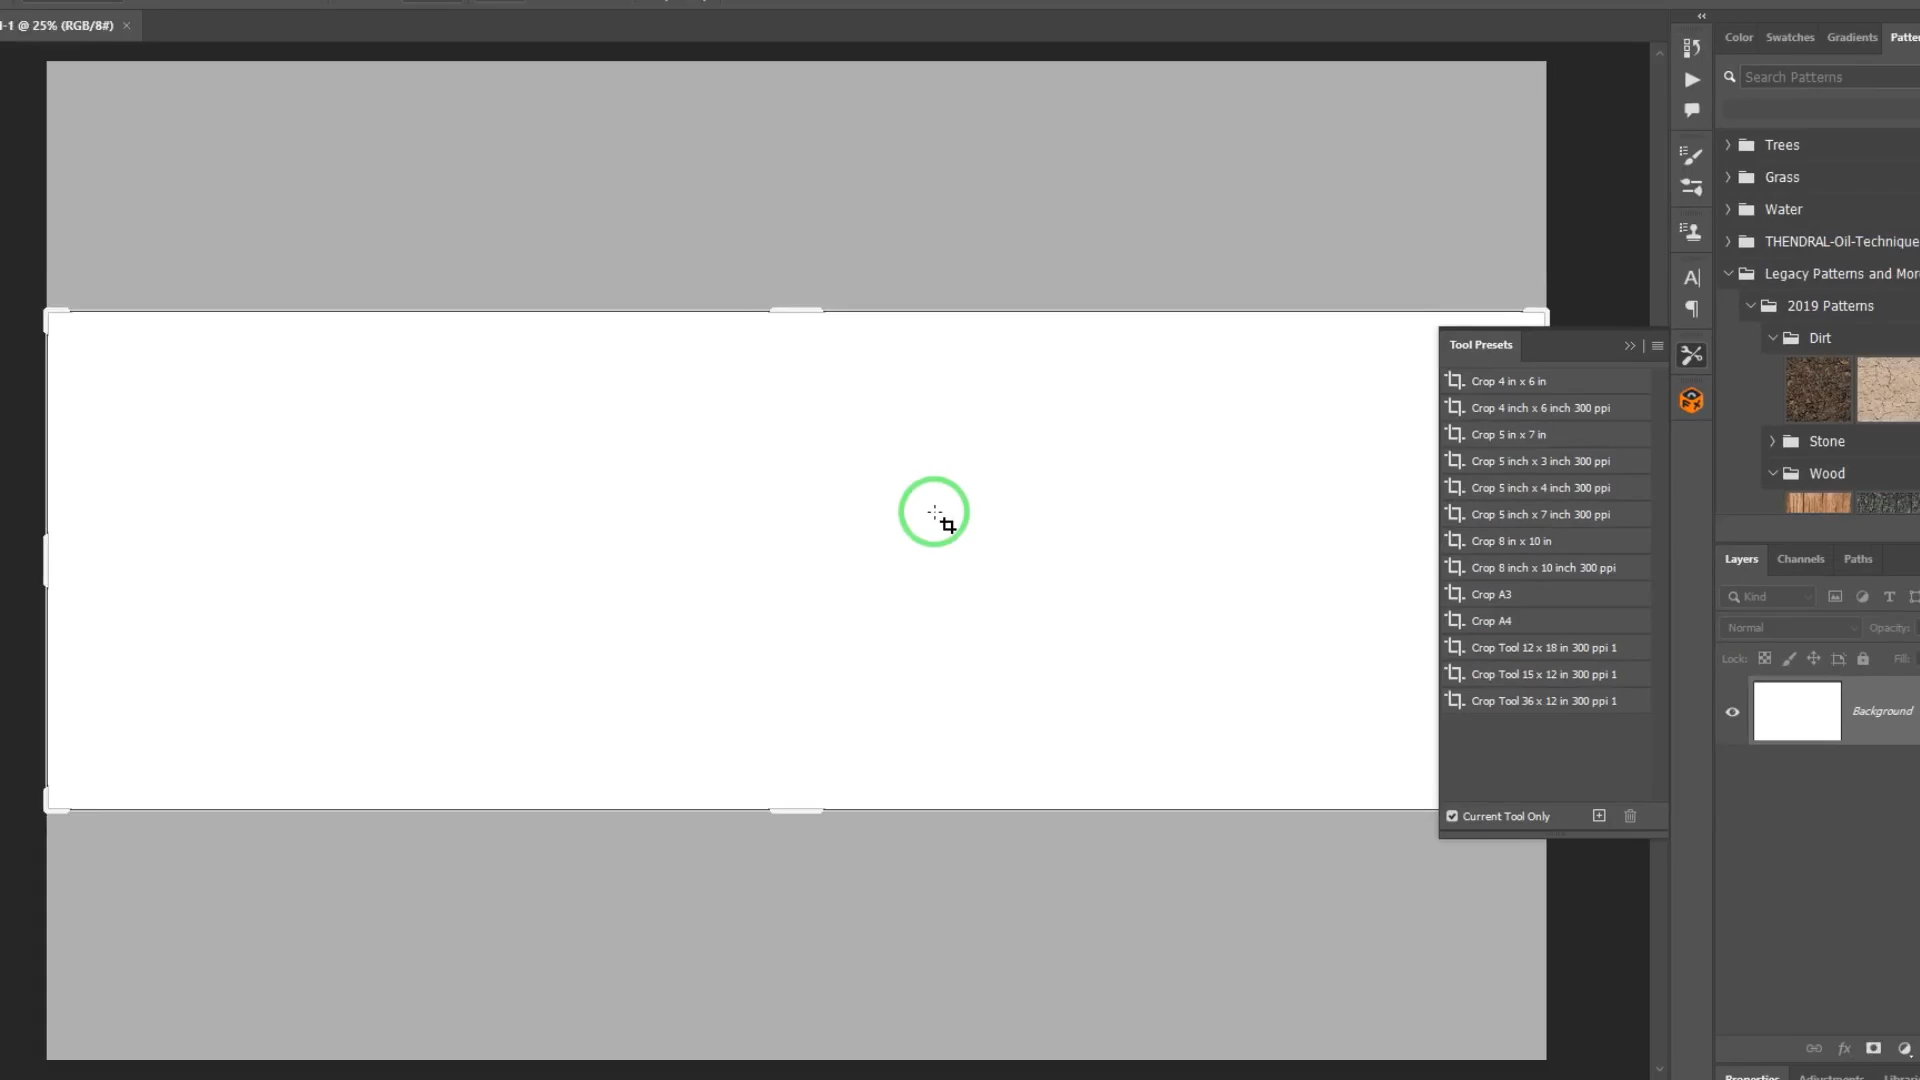 -1 @ 25% (RGB/8#) ×
Color Swatches Gradients Patte
Search Patterns
Trees
Grass
Water
THENDRAL-Oil-Technique
Legacy Patterns and Mor
2019 Patterns
Dirt
Stone
Wood
Tool Presets
Crop 4 in x 6 in
Crop 4 inch x 6 inch 300 ppi
Crop 5 in x 7 in
Crop 5 inch x 3 inch 300 ppi
Crop 5 inch x 4 inch 300 ppi
Crop 5 inch x 7 inch 300 ppi
Crop 8 in x 10 in
Crop 8 inch x 10 inch 300 ppi
Crop A3
Crop A4
Crop Tool 12 x 18 in 300 ppi 1
Crop Tool 15 x 12 in 300 ppi 1
Crop Tool 36 x 12 in 300 ppi 1
Current Tool Only
Layers Channels Paths
Kind
Normal Opacity:
Lock: Fill:
Background
fx
Properties Adjustments Librari